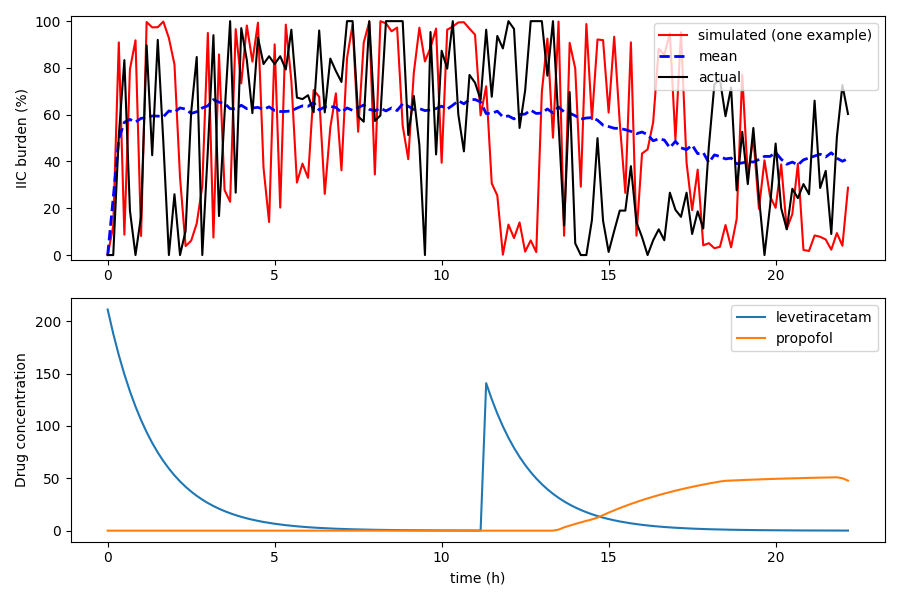 100
80
60
40
20
0
IIC burden (%)
simulated (one example)
mean
actual
0
5
10
15
20
200
150
100
50
0
Drug concentration
levetiracetam
propofol
0
5
10
15
20
time (h)